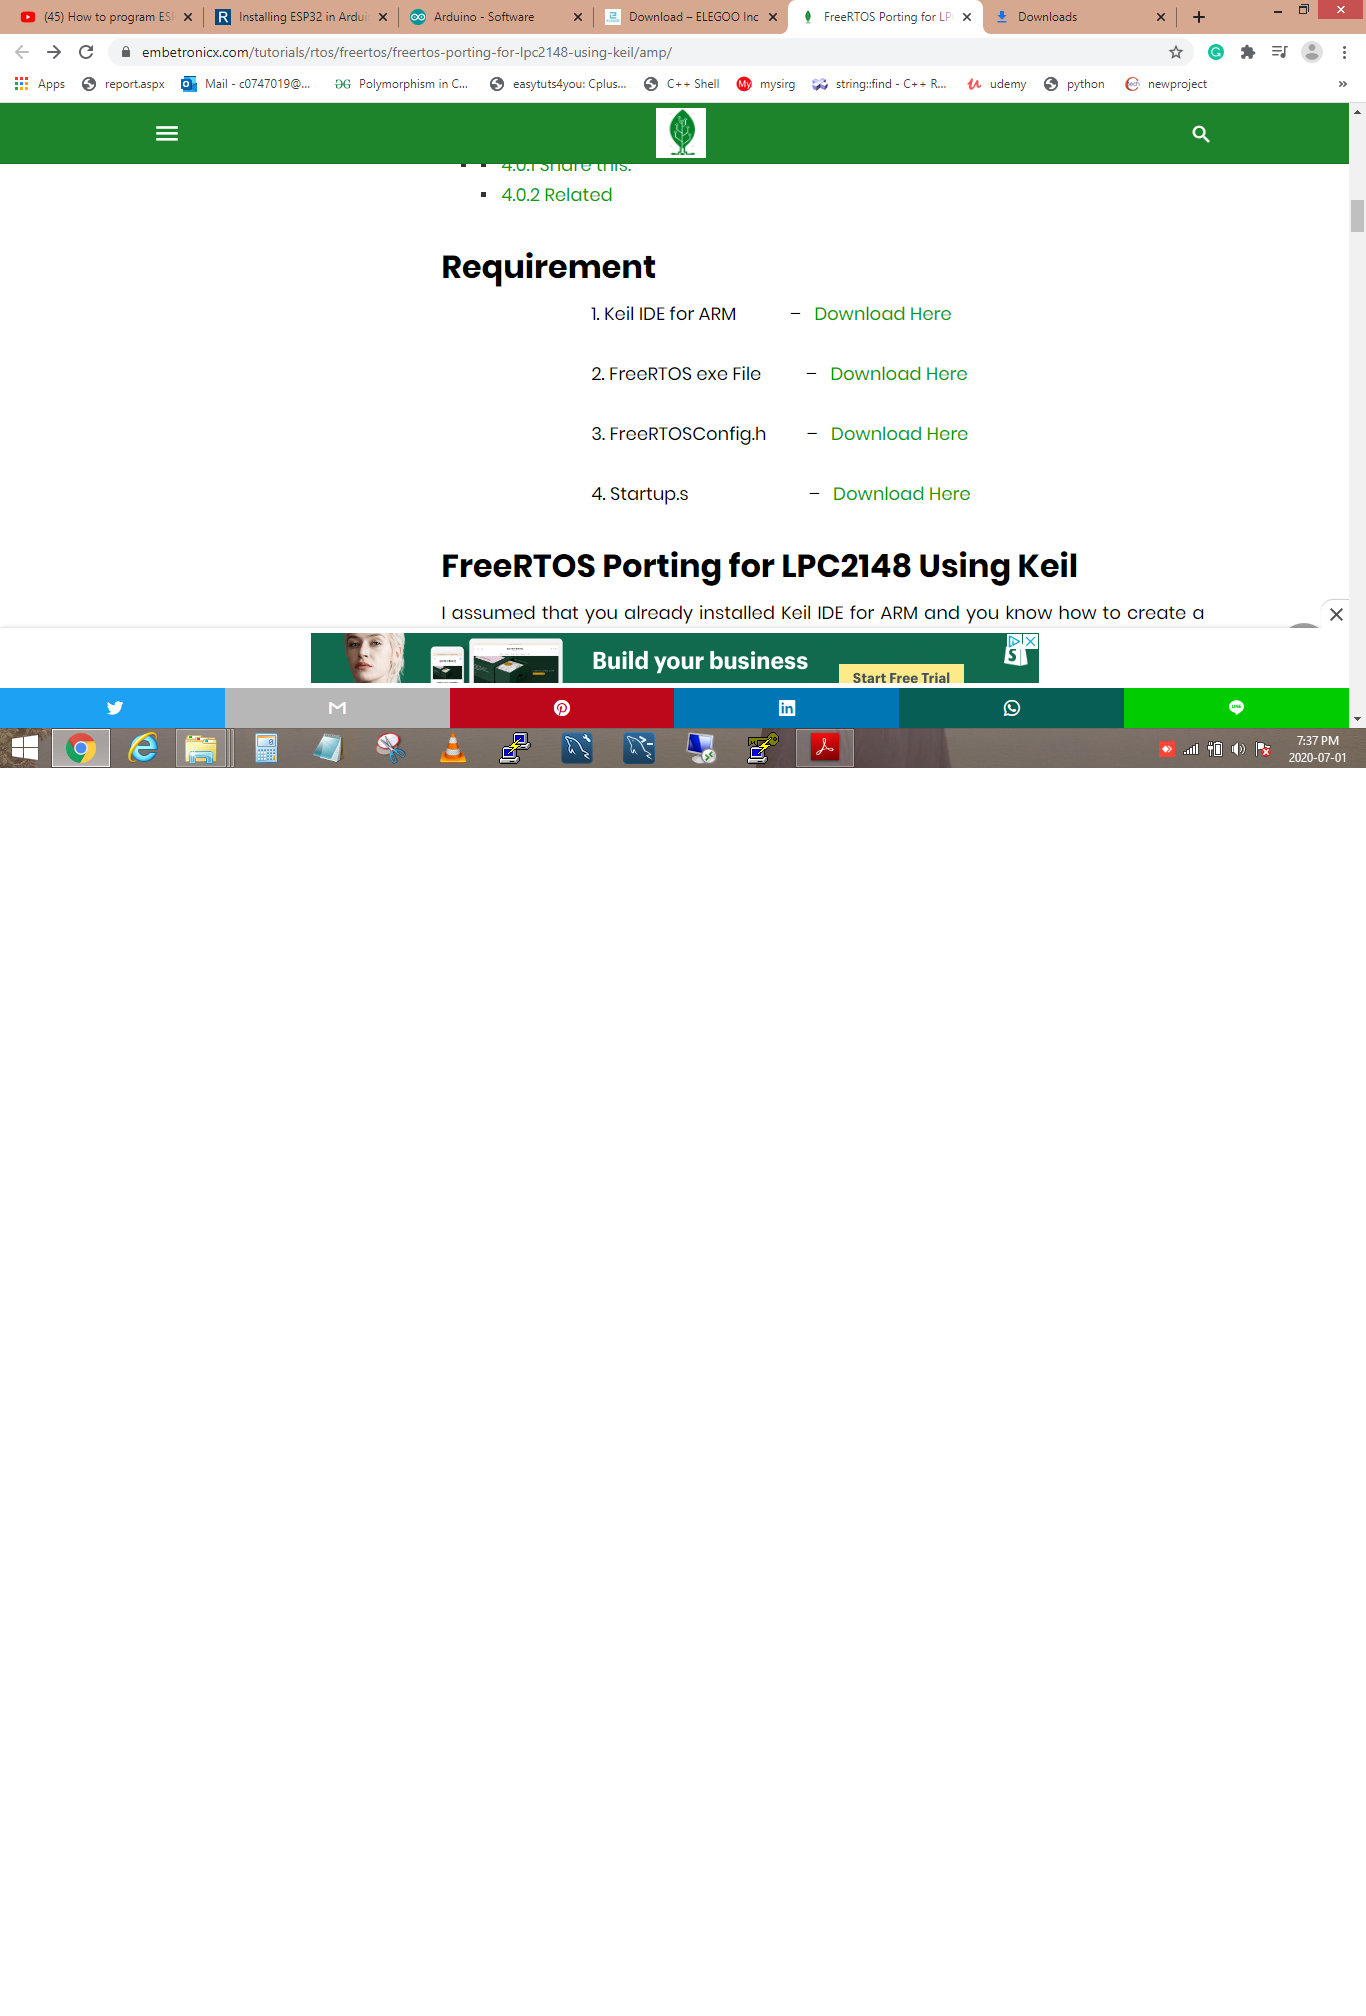 (45) How to program ESP
Installing ESP32 in Ardui
Arduino - Software
Download – ELEGOO Inc
FreeRTOS Porting for LP
Downloads
embetronicx.com/tutorials/rtos/freertos/freertos-porting-for-lpc2148-using-keil/amp/
Apps
report.aspx
Mail - c0747019@...
Polymorphism in C...
easytuts4you: Cplus...
C++ Shell
mysirg
string::find - C++ R...
udemy
python
newproject
4.0.1 Share this:
4.0.2 Related
Requirement
1. Keil IDE for ARM – Download Here
2. FreeRTOS exe File – Download Here
3. FreeRTOSConfig.h – Download Here
4. Startup.s – Download Here
FreeRTOS Porting for LPC2148 Using Keil
I assumed that you already installed Keil IDE for ARM and you know how to create a
Build your business
Start Free Trial
7:37 PM
2020-07-01